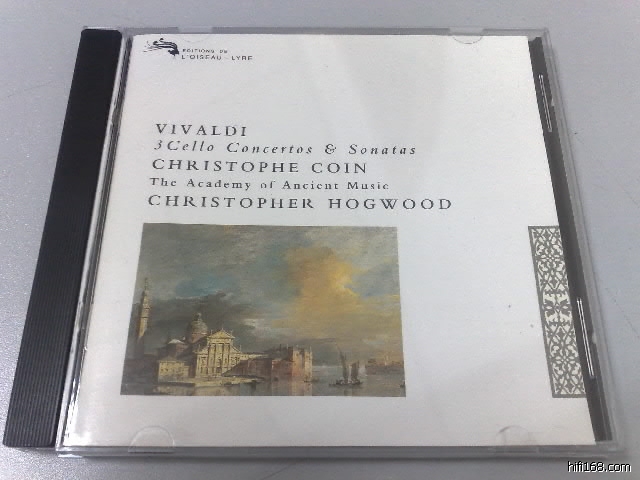 EDITIONS DE
L'OISEAU-LYRE
VIVALDI
3 Cello Concertos & Sonatas
CHRISTOPHE COIN
The Academy of Ancient Music
CHRISTOPHER HOGWOOD
hifi168.com